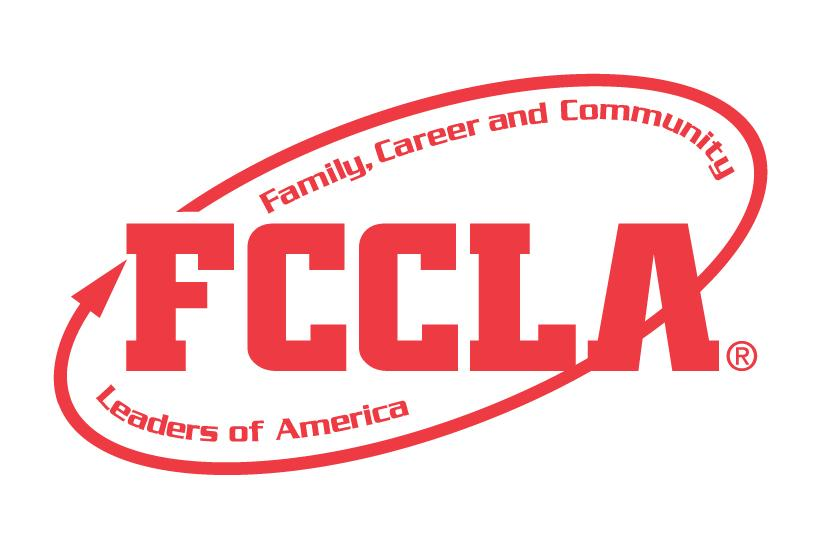 Family, Career and Community
FCCLA®
Leaders of America